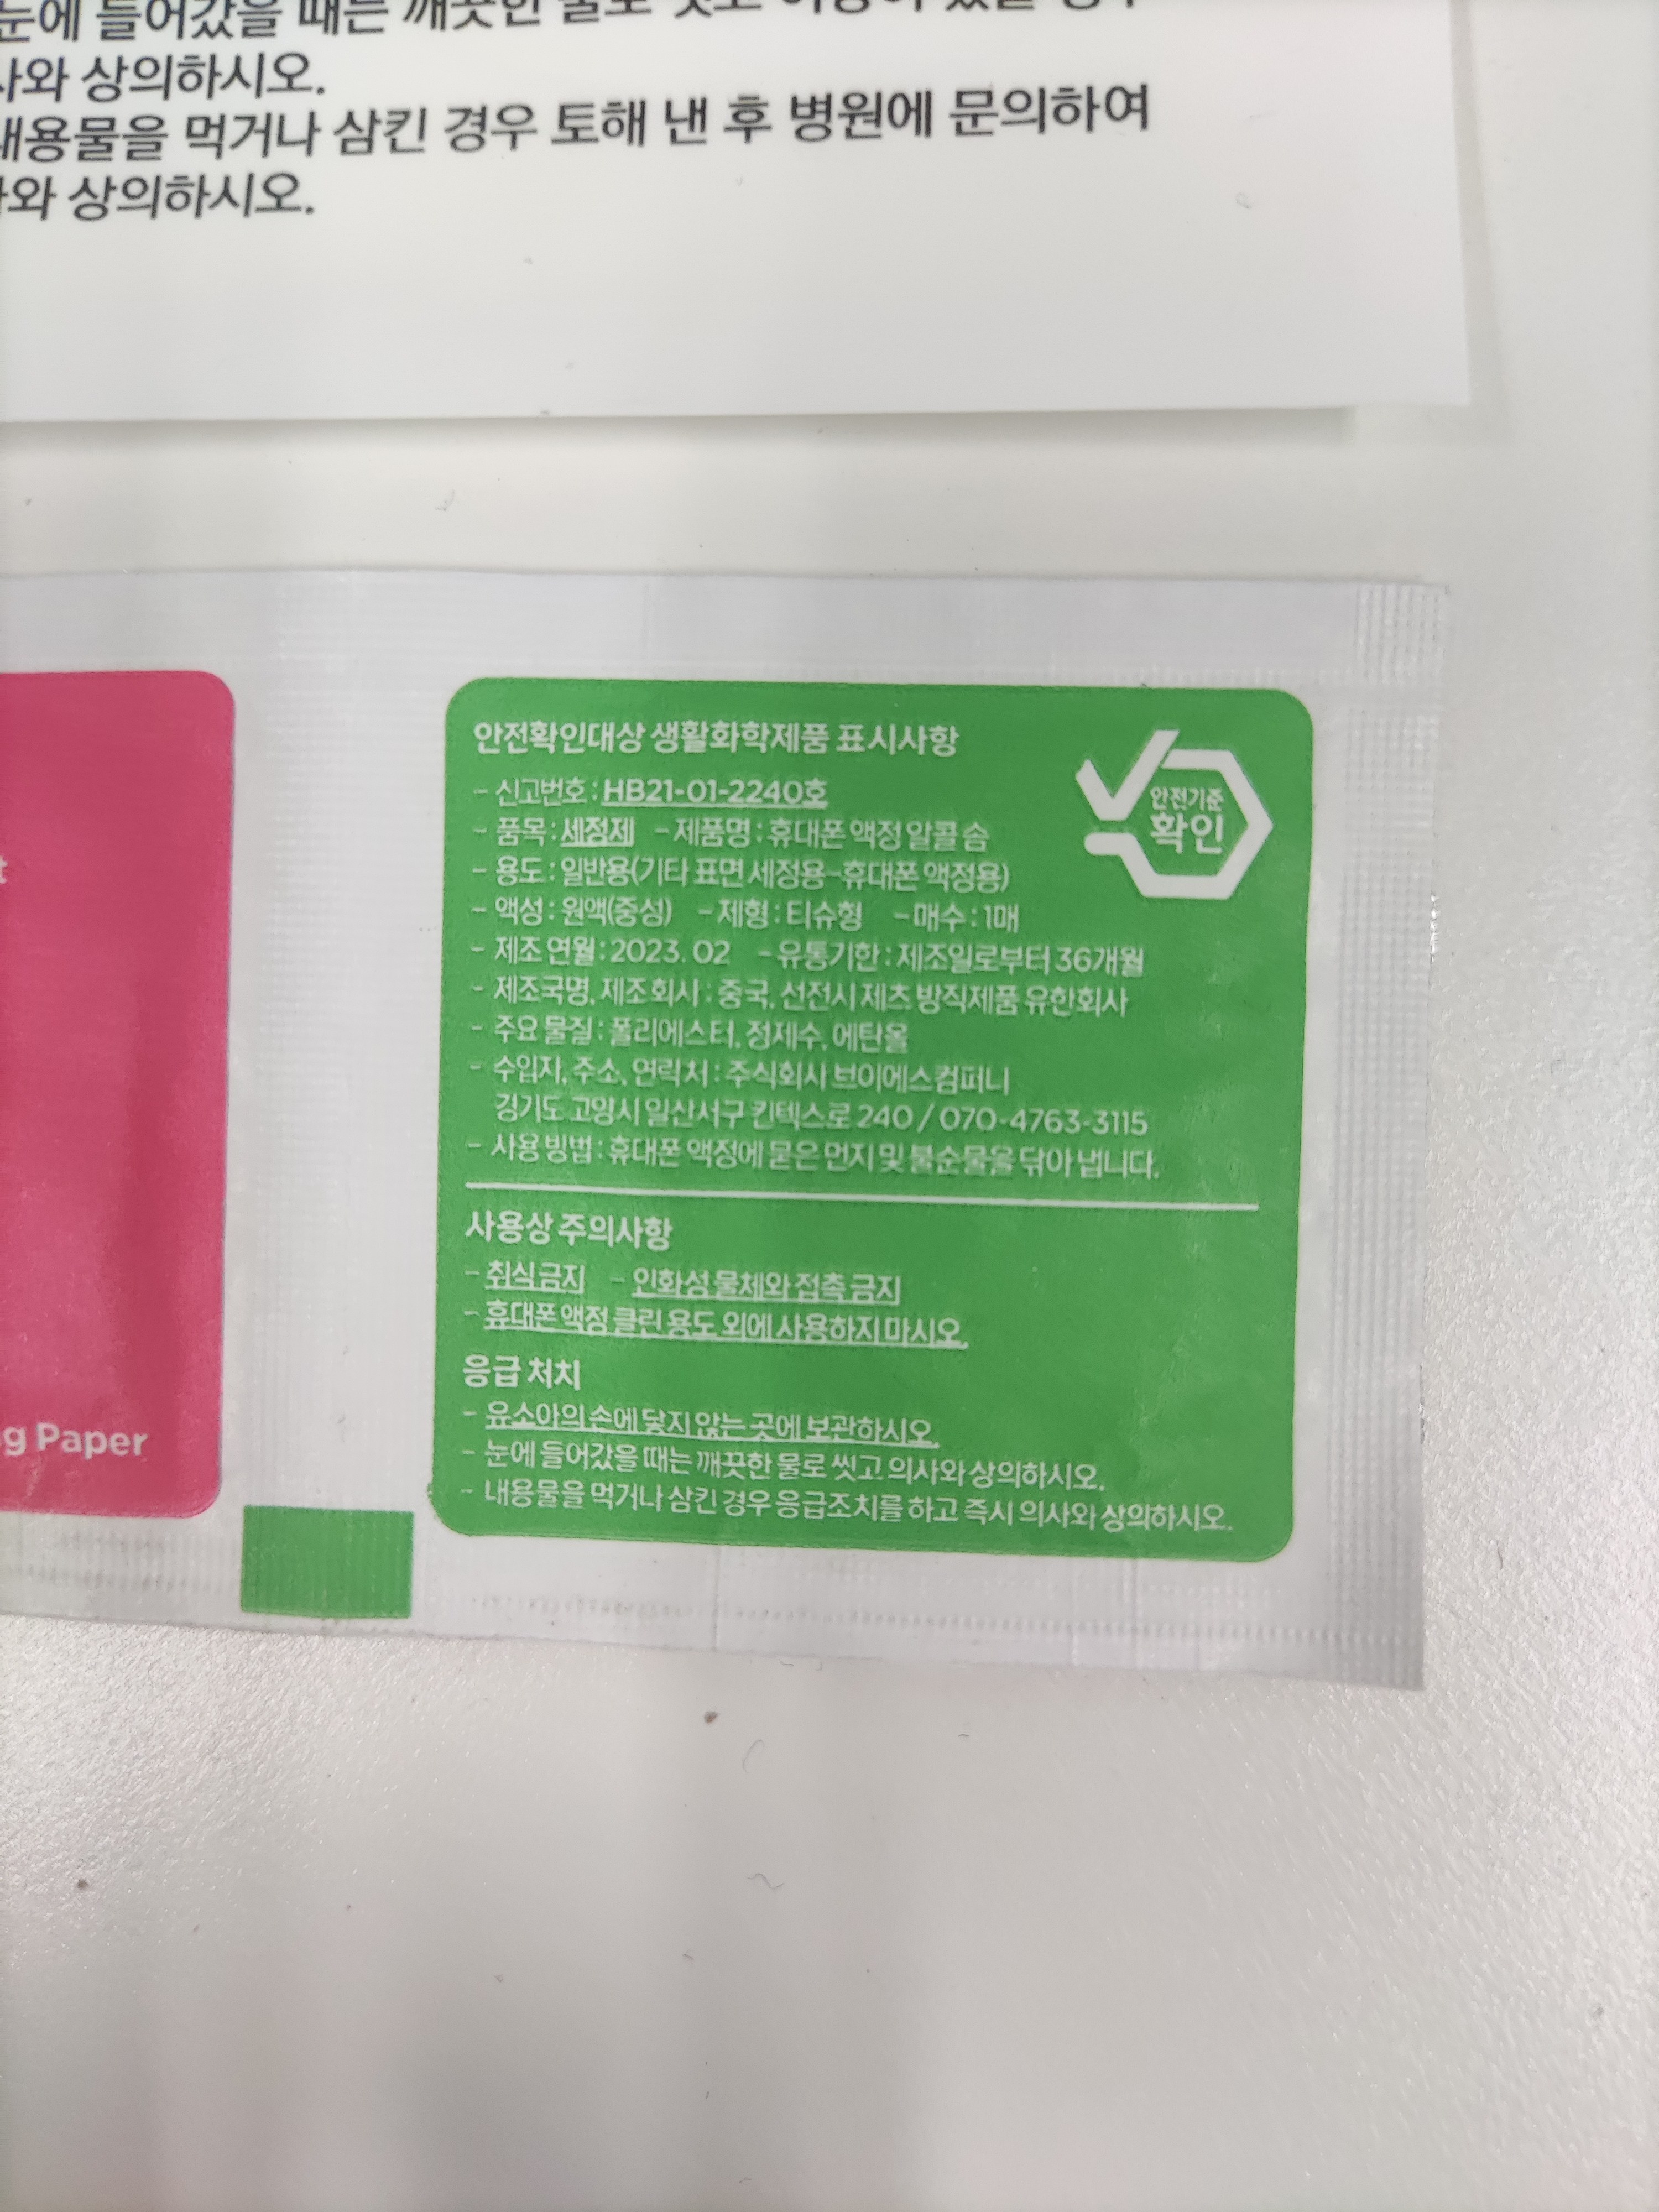 눈에 들어갔을 때는 깨끗한 물로 씻고
사와 상의하시오.
내용물을 먹거나 삼킨 경우 토해 낸 후 병원에 문의하여
와 상의하시오.
안전확인대상 생활화학제품 표시사항
안전기준
확인
- 신고번호 : HB21-01-2240호
- 품목 : 세정제 - 제품명 : 휴대폰 액정 알콜 솜
- 용도 : 일반용(기타 표면 세정용-휴대폰 액정용)
- 액성 : 원액(중성) - 제형 : 티슈형 - 매수 : 1매
- 제조 연월 : 2023. 02 - 유통기한 : 제조일로부터 36개월
- 제조국명, 제조회사 : 중국, 선전시 제츠 방직제품 유한회사
- 주요 물질 : 폴리에스터, 정제수, 에탄올
- 수입자, 주소, 연락처 : 주식회사 브이에스컴퍼니
경기도 고양시 일산서구 킨텍스로 240 / 070-4763-3115
- 사용 방법 : 휴대폰 액정에 묻은 먼지 및 불순물을 닦아 냅니다.
사용상 주의사항
- 취식금지 - 인화성 물체와 접촉 금지
- 휴대폰 액정 클린 용도 외에 사용하지 마시오.
응급 처치
- 유소아의 손에 닿지 않는 곳에 보관하시오.
- 눈에 들어갔을 때는 깨끗한 물로 씻고 의사와 상의하시오.
- 내용물을 먹거나 삼킨 경우 응급조치를 하고 즉시 의사와 상의하시오.
t
g Paper